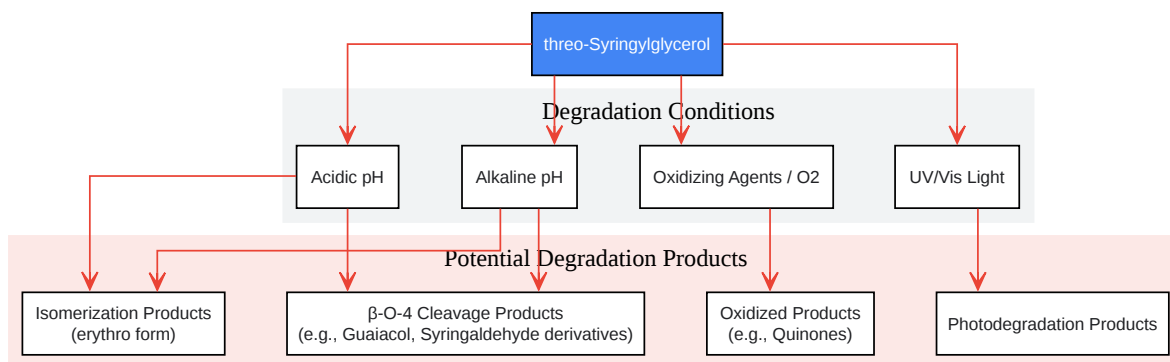 threo-Syringylglycerol
Degradation Conditions
Acidic pH
Alkaline pH
Oxidizing Agents / O2
UV/Vis Light
Potential Degradation Products
Isomerization Products
(erythro form)
β-O-4 Cleavage Products
(e.g., Guaiacol, Syringaldehyde derivatives)
Oxidized Products
(e.g., Quinones)
Photodegradation Products